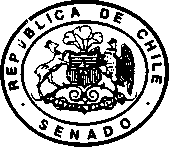 REPUBLICA DE CHILE
SENADO